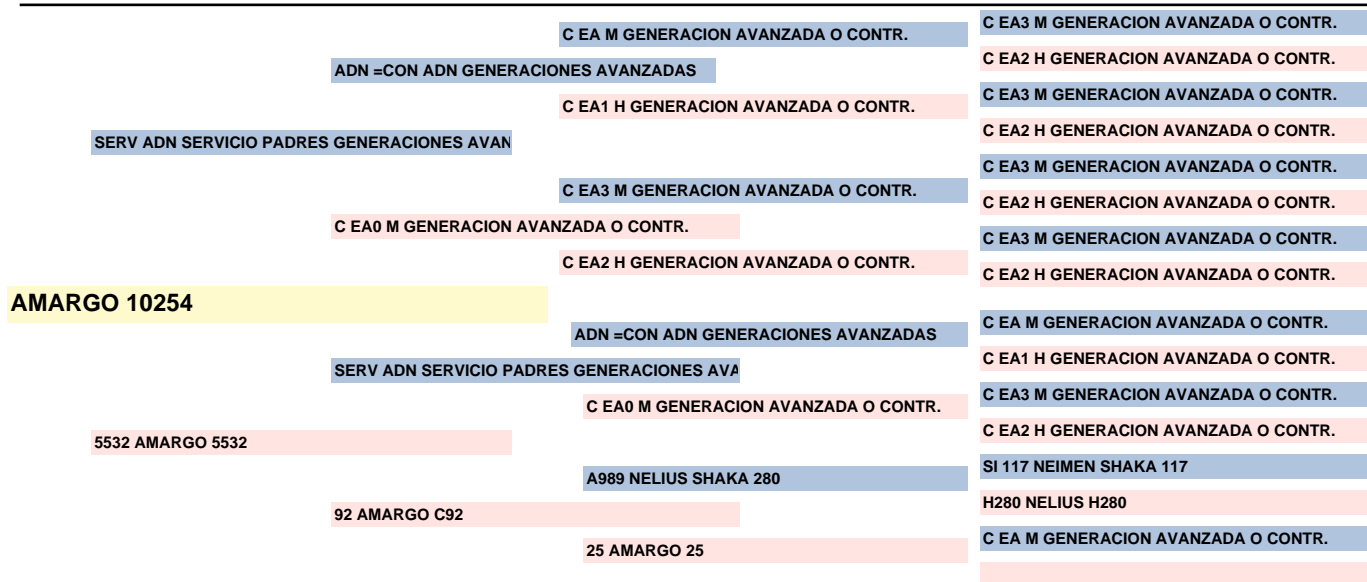 C EA3 M GENERACION AVANZADA O CONTR.
C EA M GENERACION AVANZADA O CONTR.
C EA2 H GENERACION AVANZADA O CONTR.
ADN =CON ADN GENERACIONES AVANZADAS
C EA3 M GENERACION AVANZADA O CONTR.
C EA1 H GENERACION AVANZADA O CONTR.
C EA2 H GENERACION AVANZADA O CONTR.
SERV ADN SERVICIO PADRES GENERACIONES AVAN
C EA3 M GENERACION AVANZADA O CONTR.
C EA3 M GENERACION AVANZADA O CONTR.
C EA2 H GENERACION AVANZADA O CONTR.
C EA0 M GENERACION AVANZADA O CONTR.
C EA3 M GENERACION AVANZADA O CONTR.
C EA2 H GENERACION AVANZADA O CONTR.
C EA2 H GENERACION AVANZADA O CONTR.
AMARGO 10254
C EA M GENERACION AVANZADA O CONTR.
ADN =CON ADN GENERACIONES AVANZADAS
C EA1 H GENERACION AVANZADA O CONTR.
SERV ADN SERVICIO PADRES GENERACIONES AVA
C EA3 M GENERACION AVANZADA O CONTR.
C EA0 M GENERACION AVANZADA O CONTR.
C EA2 H GENERACION AVANZADA O CONTR.
5532 AMARGO 5532
SI 117 NEIMEN SHAKA 117
A989 NELIUS SHAKA 280
H280 NELIUS H280
92 AMARGO C92
C EA M GENERACION AVANZADA O CONTR.
25 AMARGO 25